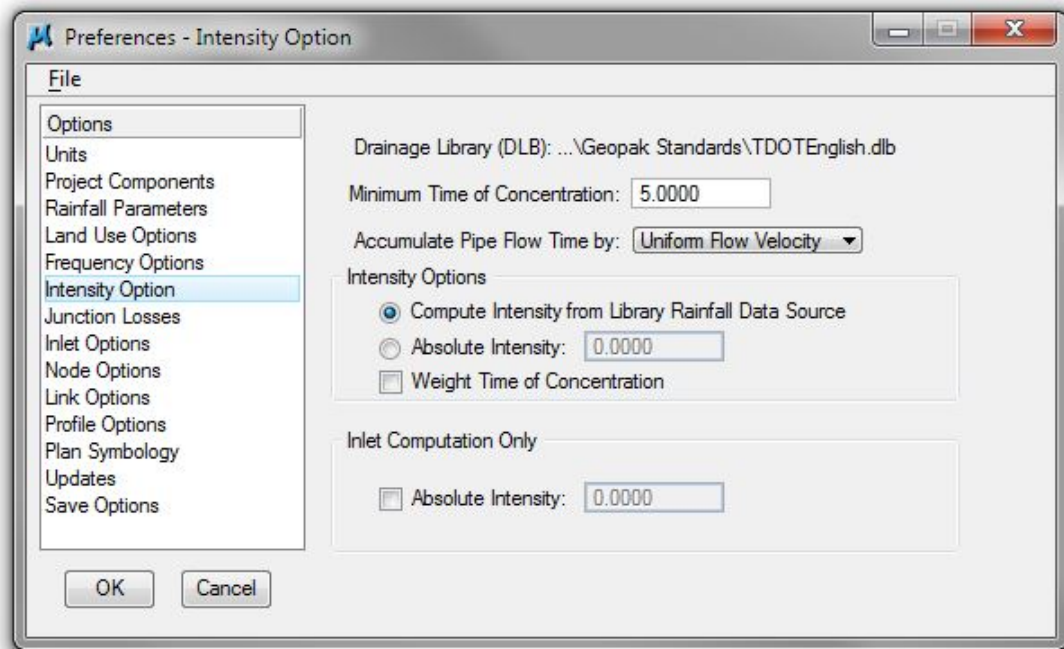 Preferences - Intensity Option
File
Options
Units
Project Components
Rainfall Parameters
Land Use Options
Frequency Options
Intensity Option
Junction Losses
Inlet Options
Node Options
Link Options
Profile Options
Plan Symbology
Updates
Save Options
Drainage Library (DLB): ...\Geopak Standards\TDOTEnglish.dlb
Minimum Time of Concentration: 5.0000
Accumulate Pipe Flow Time by: Uniform Flow Velocity
Intensity Options
Compute Intensity from Library Rainfall Data Source
Absolute Intensity: 0.0000
Weight Time of Concentration
Inlet Computation Only
Absolute Intensity: 0.0000
OK Cancel